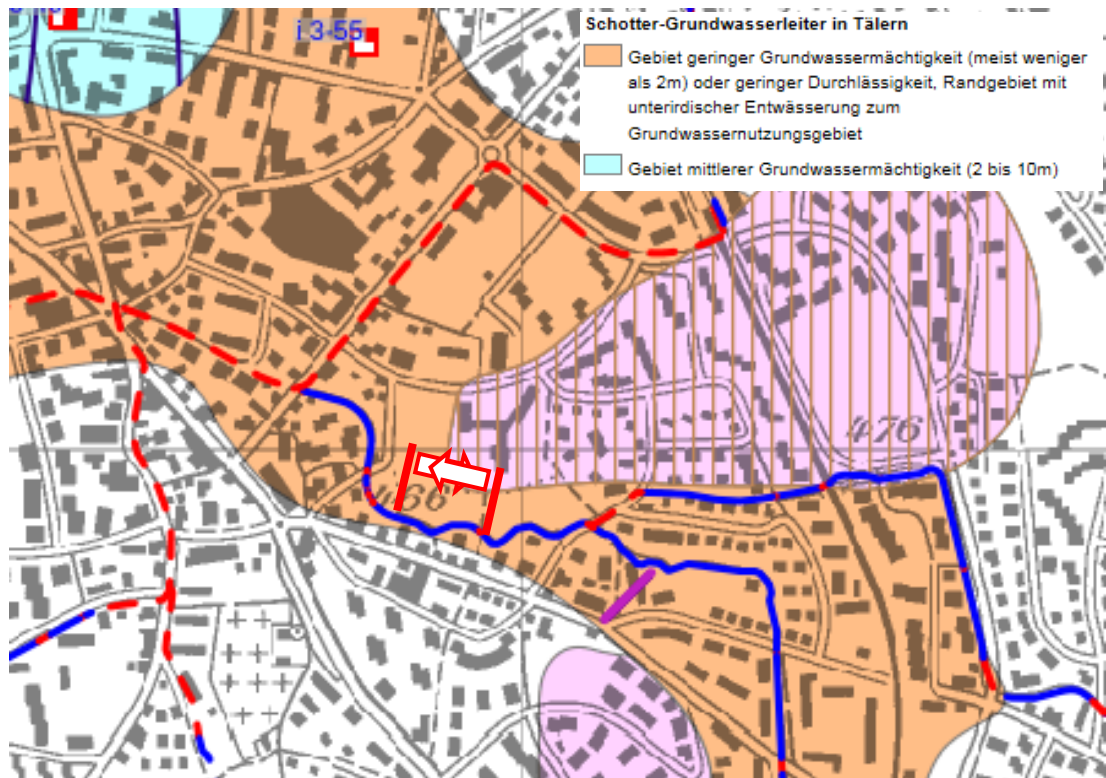 i 3-55
Schotter-Grundwasserleiter in Tälern
Gebiet geringer Grundwassermächtigkeit (meist weniger
als 2m) oder geringer Durchlässigkeit, Randgebiet mit
unterirdischer Entwässerung zum
Grundwassernutzungsgebiet
Gebiet mittlerer Grundwassermächtigkeit (2 bis 10m)
476
466